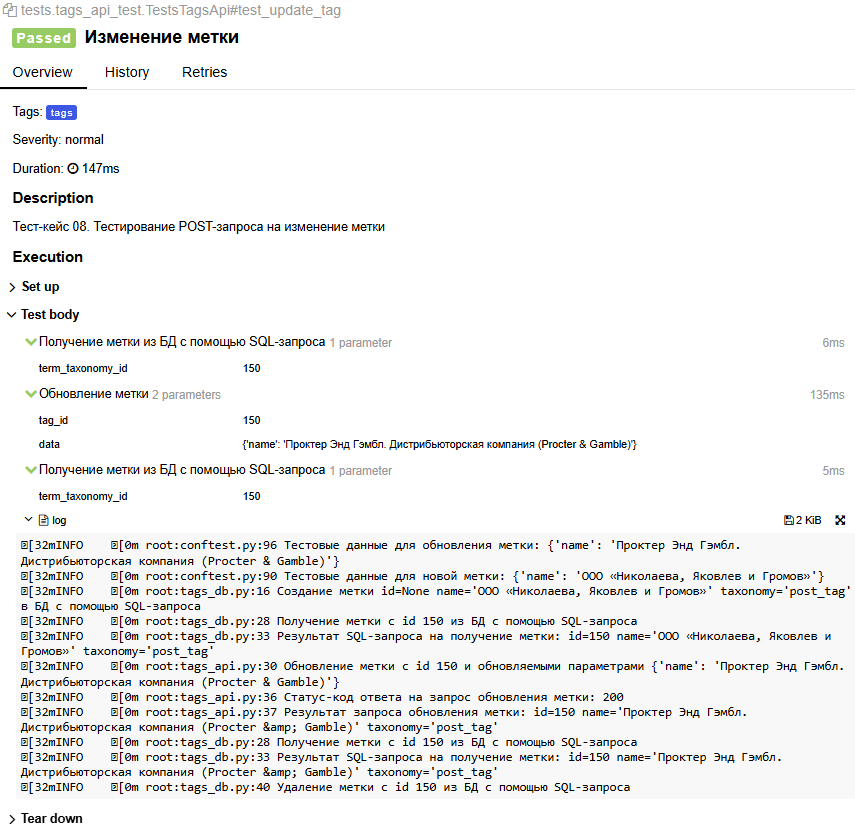 tests.tags_api_test.TestsTagsApi#test_update_tag
Passed Изменение метки
Overview History Retries
Tags: tags
Severity: normal
Duration: 147ms
Description
Тест-кейс 08. Тестирование POST-запроса на изменение метки
Execution
Set up
Test body
Получение метки из БД с помощью SQL-запроса 1 parameter 6ms
term_taxonomy_id 150
Обновление метки 2 parameters 135ms
tag_id 150
data {'name': 'Проктер Энд Гэмбл. Дистрибьюторская компания (Procter & Gamble)'}
Получение метки из БД с помощью SQL-запроса 1 parameter 5ms
term_taxonomy_id 150
log 2 KiB
[32mINFO [0m root:conftest.py:96 Тестовые данные для обновления метки: {'name': 'Проктер Энд Гэмбл.
Дистрибьюторская компания (Procter & Gamble)'}
[32mINFO [0m root:conftest.py:90 Тестовые данные для новой метки: {'name': 'ООО «Николаева, Яковлев и Громов»'}
[32mINFO [0m root:tags_db.py:16 Создание метки id=None name='ООО «Николаева, Яковлев и Громов»' taxonomy='post_tag'
в БД с помощью SQL-запроса
[32mINFO [0m root:tags_db.py:28 Получение метки с id 150 из БД с помощью SQL-запроса
[32mINFO [0m root:tags_db.py:33 Результат SQL-запроса на получение метки: id=150 name='ООО «Николаева, Яковлев и
Громов»' taxonomy='post_tag'
[32mINFO [0m root:tags_api.py:30 Обновление метки с id 150 и обновляемыми параметрами {'name': 'Проктер Энд Гэмбл.
Дистрибьюторская компания (Procter & Gamble)'}
[32mINFO [0m root:tags_api.py:36 Статус-код ответа на запрос обновления метки: 200
[32mINFO [0m root:tags_api.py:37 Результат запроса обновления метки: id=150 name='Проктер Энд Гэмбл.
Дистрибьюторская компания (Procter &amp; Gamble)' taxonomy='post_tag'
[32mINFO [0m root:tags_db.py:28 Получение метки с id 150 из БД с помощью SQL-запроса
[32mINFO [0m root:tags_db.py:33 Результат SQL-запроса на получение метки: id=150 name='Проктер Энд Гэмбл.
Дистрибьюторская компания (Procter &amp; Gamble)' taxonomy='post_tag'
[32mINFO [0m root:tags_db.py:40 Удаление метки с id 150 из БД с помощью SQL-запроса
Tear down